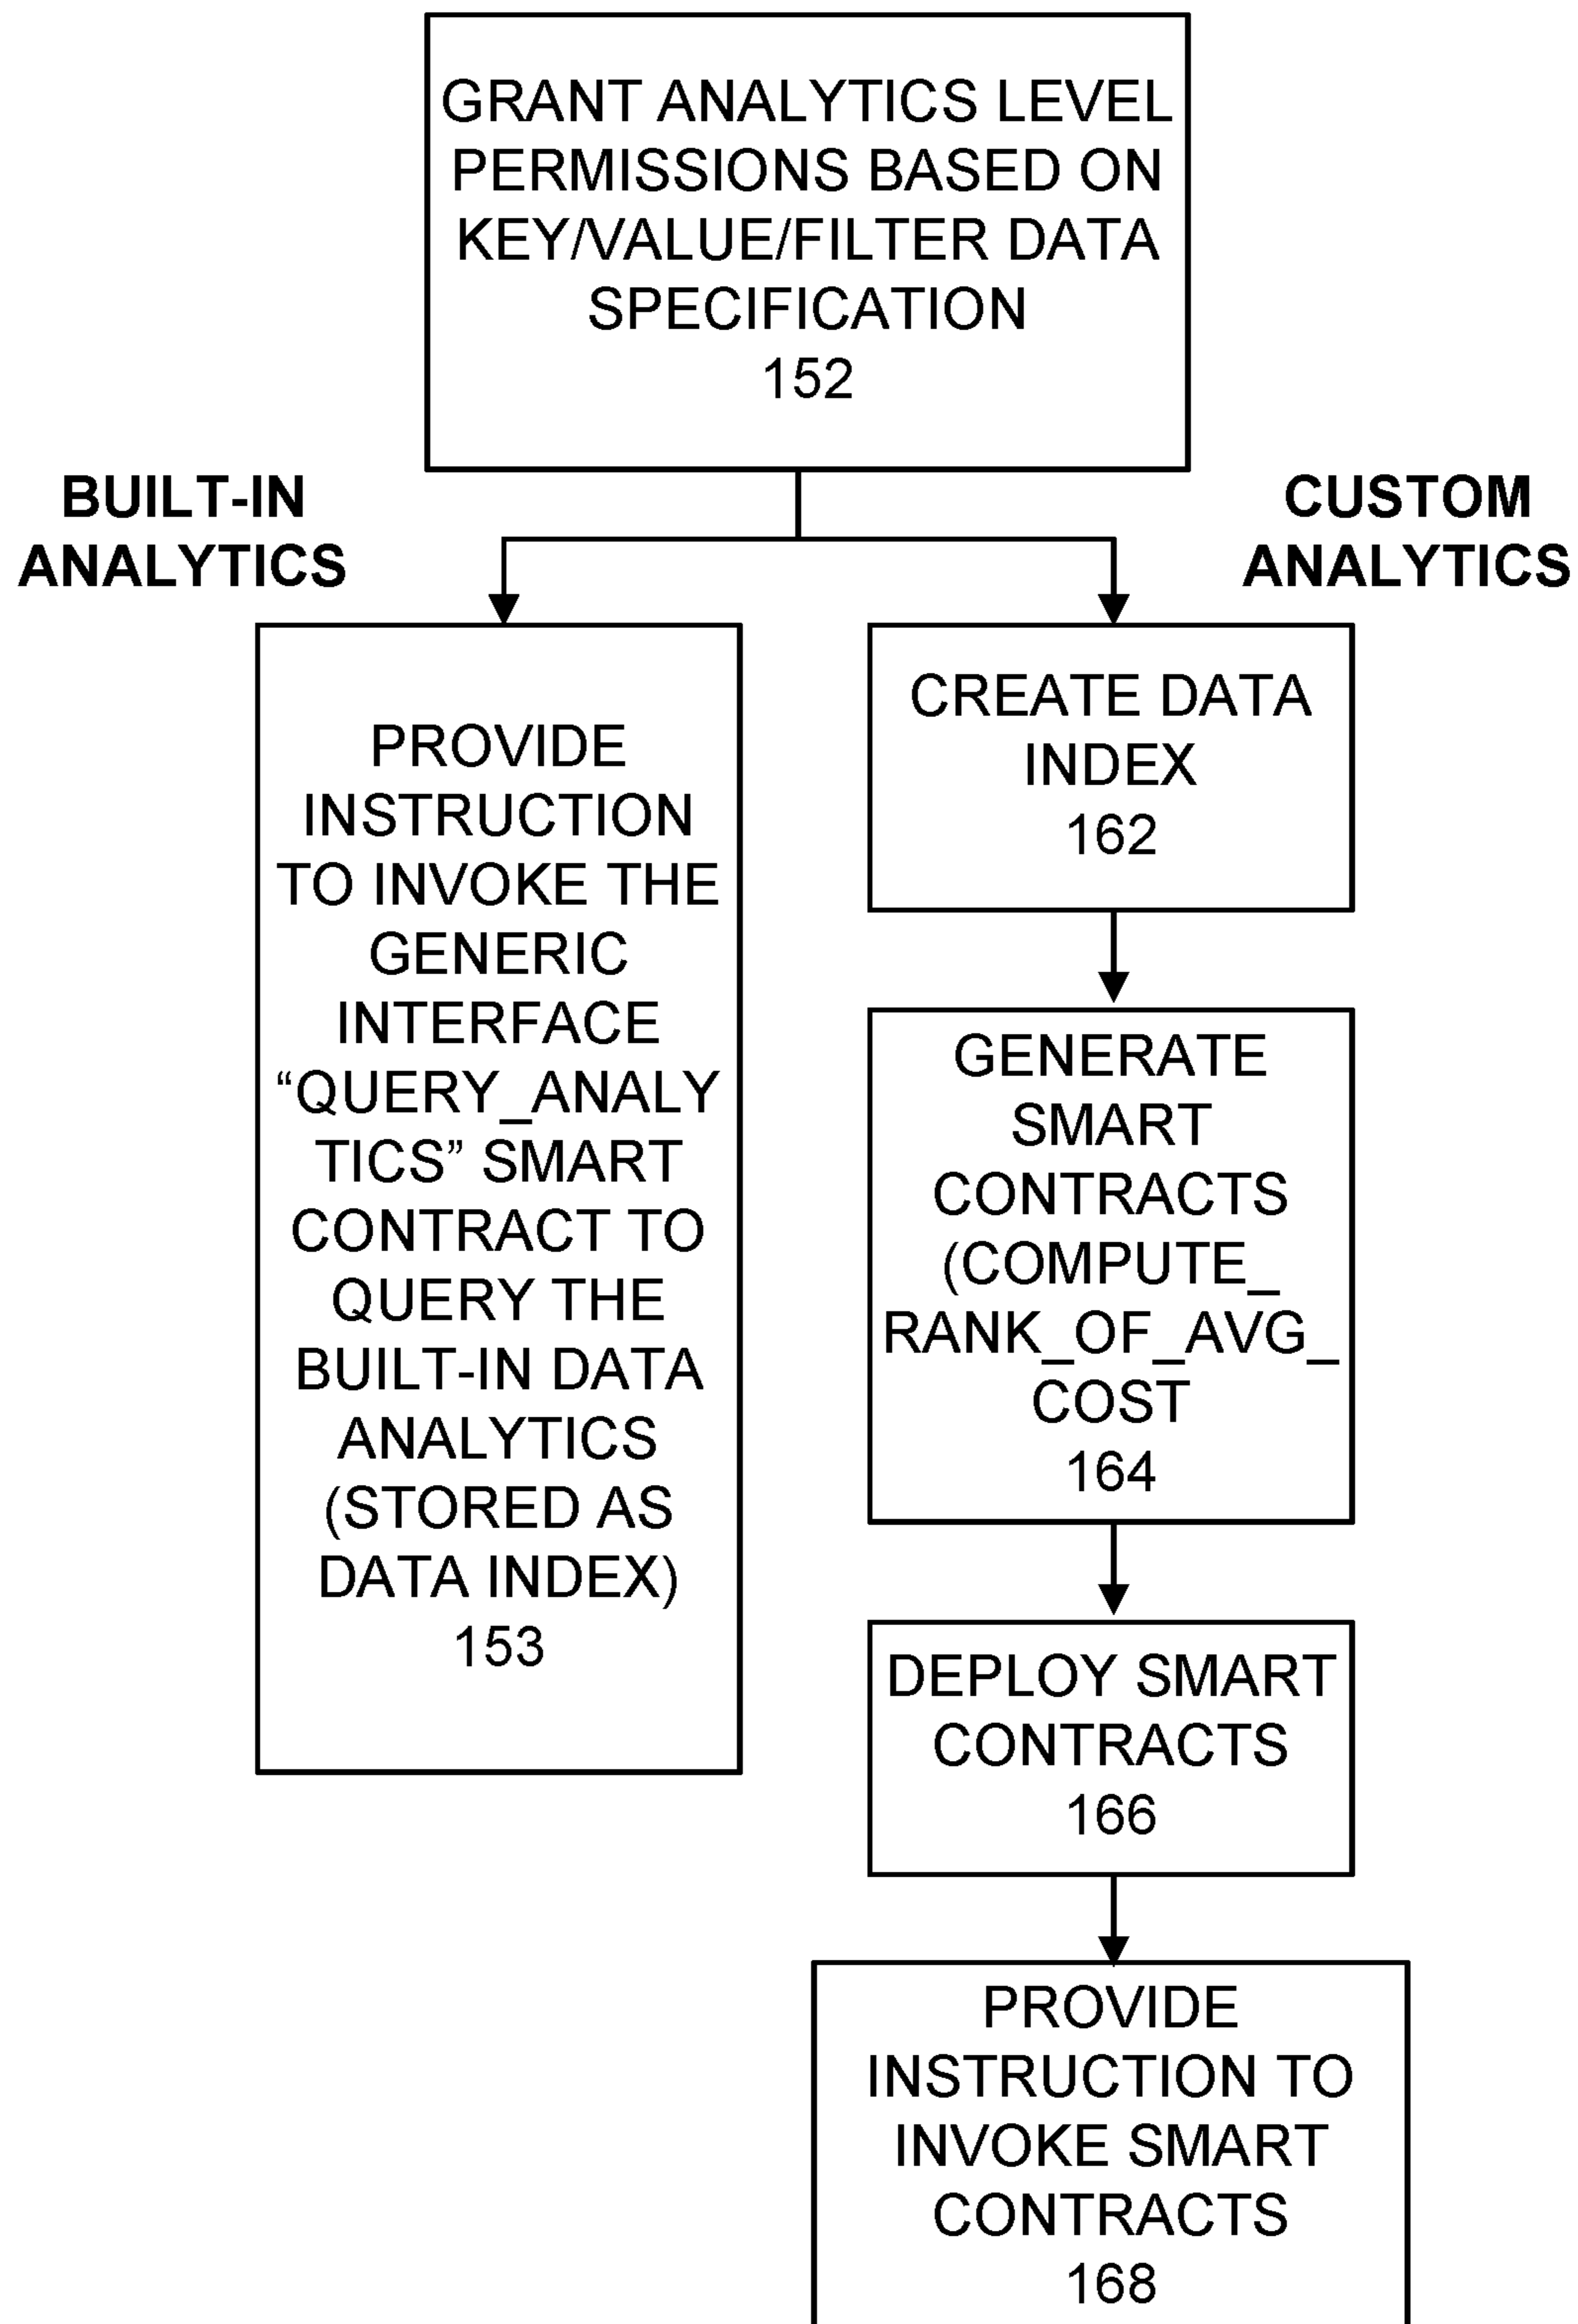 GRANT ANALYTICS LEVEL
PERMISSIONS BASED ON
KEY/VALUE/FILTER DATA
SPECIFICATION
152
BUILT-IN
ANALYTICS
CUSTOM
ANALYTICS
PROVIDE
INSTRUCTION
TO INVOKE THE
GENERIC
INTERFACE
“QUERY_ANALY
TICS” SMART
CONTRACT TO
QUERY THE
BUILT-IN DATA
ANALYTICS
(STORED AS
DATA INDEX)
153
CREATE DATA
INDEX
162
GENERATE
SMART
CONTRACTS
(COMPUTE_
RANK_OF_AVG_
COST
164
DEPLOY SMART
CONTRACTS
166
PROVIDE
INSTRUCTION TO
INVOKE SMART
CONTRACTS
168